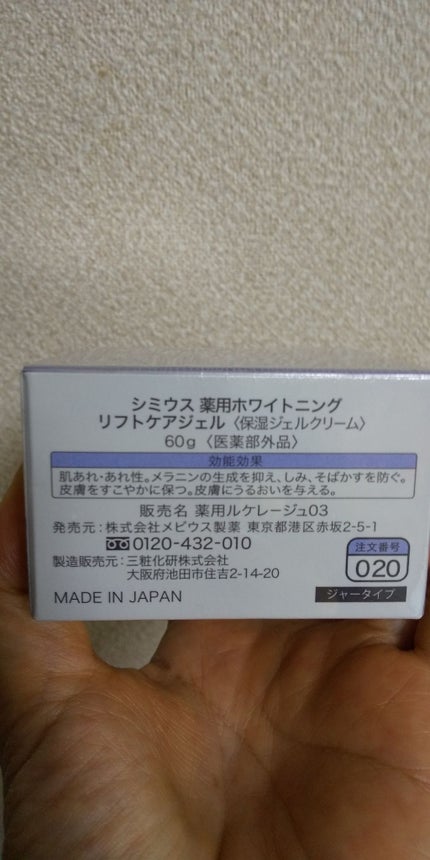 シミウス 薬用ホワイトニング
リフトケアジェル〈保湿ジェルクリーム〉
60g〈医薬部外品〉
効能効果
肌あれ・あれ性。メラニンの生成を抑え、しみ、そばかすを防ぐ。
皮膚をすこやかに保つ。皮膚にうるおいを与える。
販売名 薬用ルケレージュ03
発売元:株式会社メビウス製薬 東京都港区赤坂2-5-1
0120-432-010
製造販売元:三粧化研株式会社
大阪府池田市住吉2-14-20
MADE IN JAPAN
注文番号
020
ジャータイプ